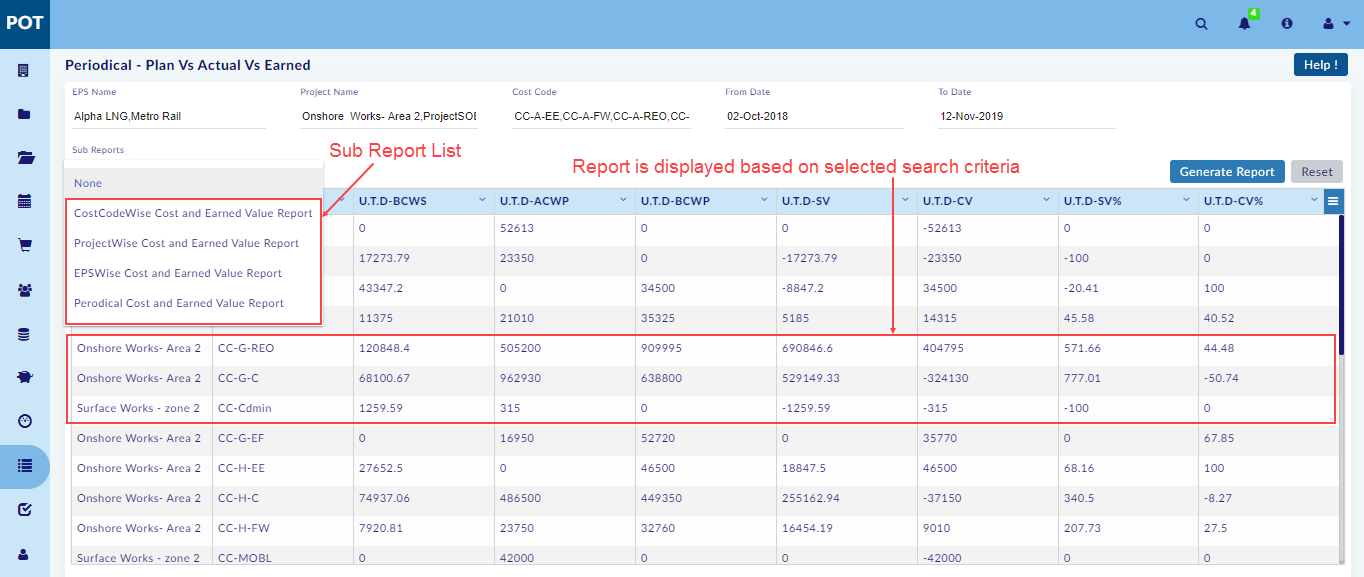 POT
4
Periodical - Plan Vs Actual Vs Earned
Help !
EPS Name Project Name Cost Code From Date To Date
Alpha LNG,Metro Rail Onshore Works- Area 2,ProjectSOE CC-A-EE,CC-A-FW,CC-A-REO,CC- 02-Oct-2018 12-Nov-2019
Sub Reports
Sub Report List
Report is displayed based on selected search criteria
Generate Report Reset
None
CostCodeWise Cost and Earned Value Report
ProjectWise Cost and Earned Value Report
EPSWise Cost and Earned Value Report
Perodical Cost and Earned Value Report
U.T.D-BCWS U.T.D-ACWP U.T.D-BCWP U.T.D-SV U.T.D-CV U.T.D-SV% U.T.D-CV%
0 52613 0 0 -52613 0 0
17273.79 23350 0 -17273.79 -23350 -100 0
43347.2 0 34500 -8847.2 34500 -20.41 100
11375 21010 35325 5185 14315 45.58 40.52
Onshore Works- Area 2 CC-G-REO 120848.4 505200 909995 690846.6 404795 571.66 44.48
Onshore Works- Area 2 CC-G-C 68100.67 962930 638800 529149.33 -324130 777.01 -50.74
Surface Works - zone 2 CC-Cdmin 1259.59 315 0 -1259.59 -315 -100 0
Onshore Works- Area 2 CC-G-EF 0 16950 52720 0 35770 0 67.85
Onshore Works- Area 2 CC-H-EE 27652.5 0 46500 18847.5 46500 68.16 100
Onshore Works- Area 2 CC-H-C 74937.06 486500 449350 255162.94 -37150 340.5 -8.27
Onshore Works- Area 2 CC-H-FW 7920.81 23750 32760 16454.19 9010 207.73 27.5
Surface Works - zone 2 CC-MOBL 0 42000 0 0 -42000 0 0